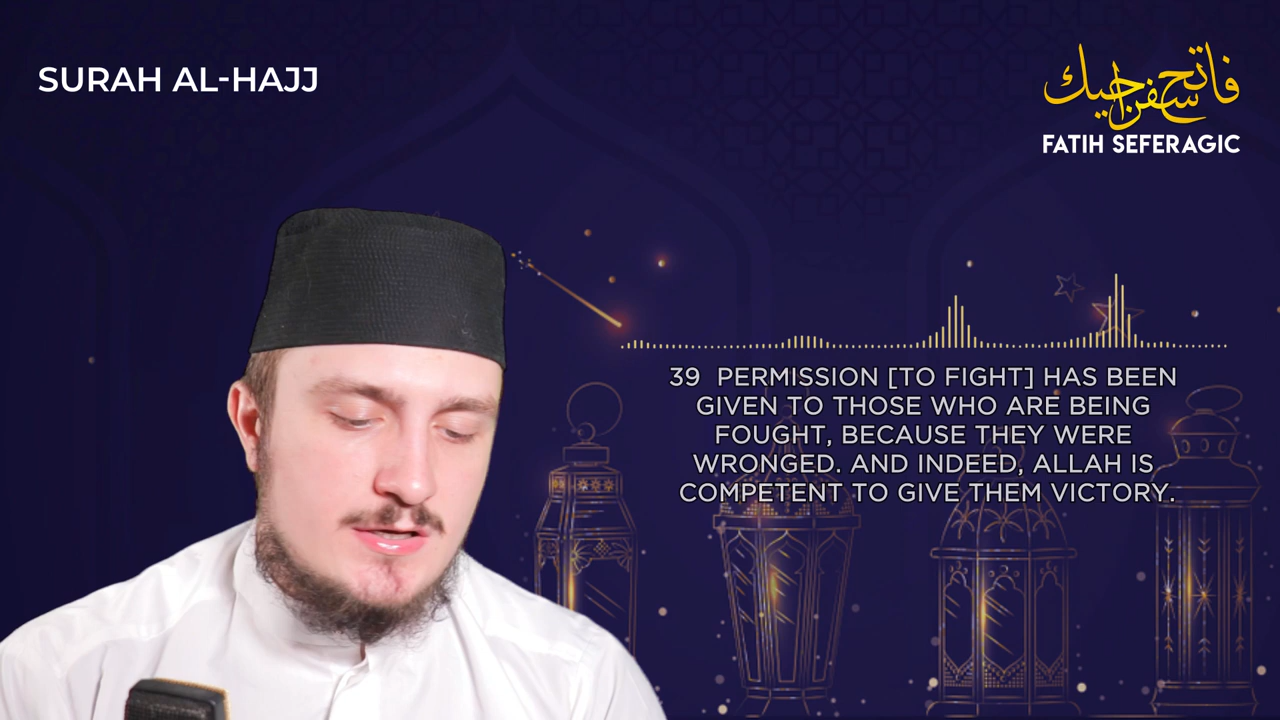 SURAH AL-HAJJ
فاتح سفراجيك
FATIH SEFERAGIC
39 PERMISSION [TO FIGHT] HAS BEEN
GIVEN TO THOSE WHO ARE BEING
FOUGHT, BECAUSE THEY WERE
WRONGED. AND INDEED, ALLAH IS
COMPETENT TO GIVE THEM VICTORY.